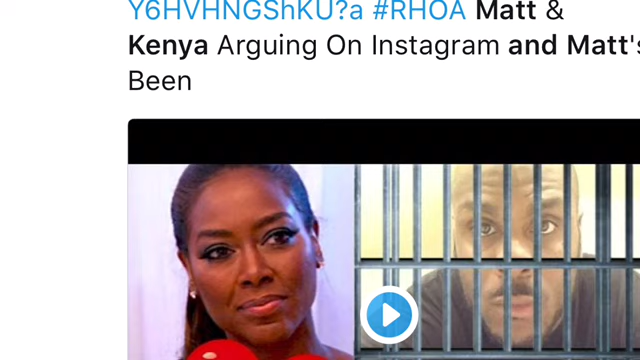 Y6HVHNGShKU?a #RHOA Matt &
Kenya Arguing On Instagram and Matt's
Been